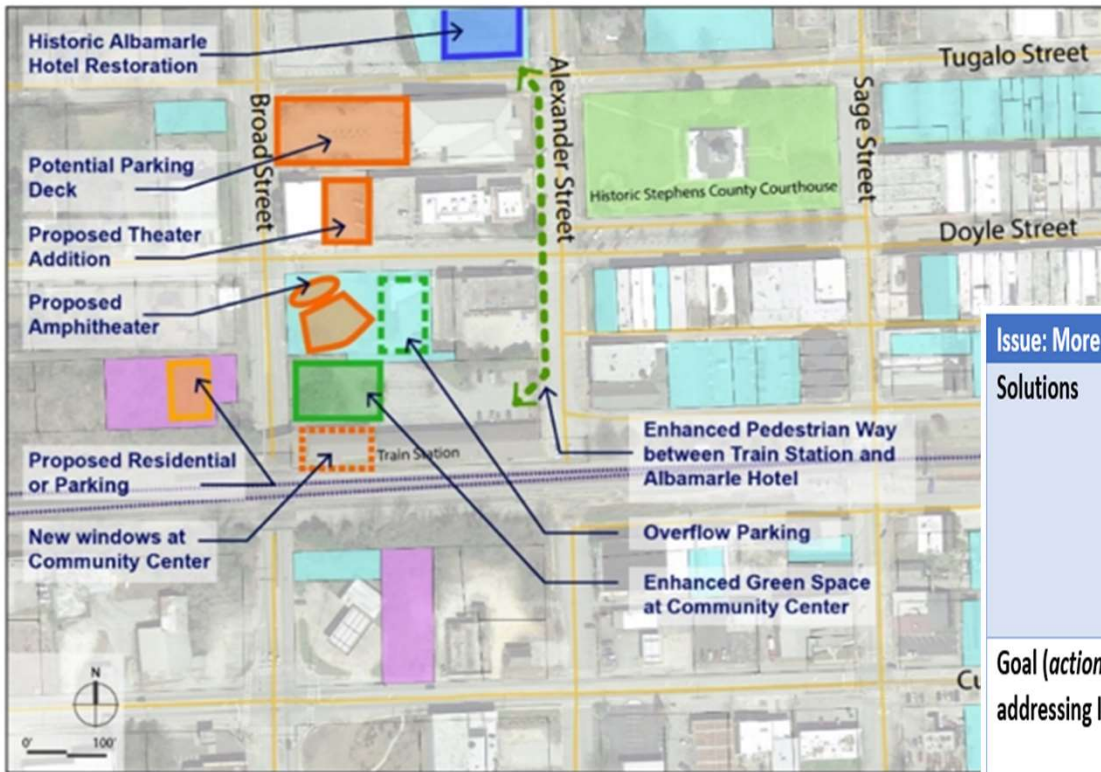 Historic Albamarle
Hotel Restoration
Tugalo Street
Alexander Street
Sage Street
Broad Street
Potential Parking
Deck
Historic Stephens County Courthouse
Proposed Theater
Addition
Doyle Street
Proposed
Amphitheater
Issue: More
Solutions
Enhanced Pedestrian Way
between Train Station and
Albamarle Hotel
Train Station
Proposed Residential
or Parking
New windows at
Community Center
Overflow Parking
Enhanced Green Space
at Community Center
Goal (action
addressing
N
0'
100'